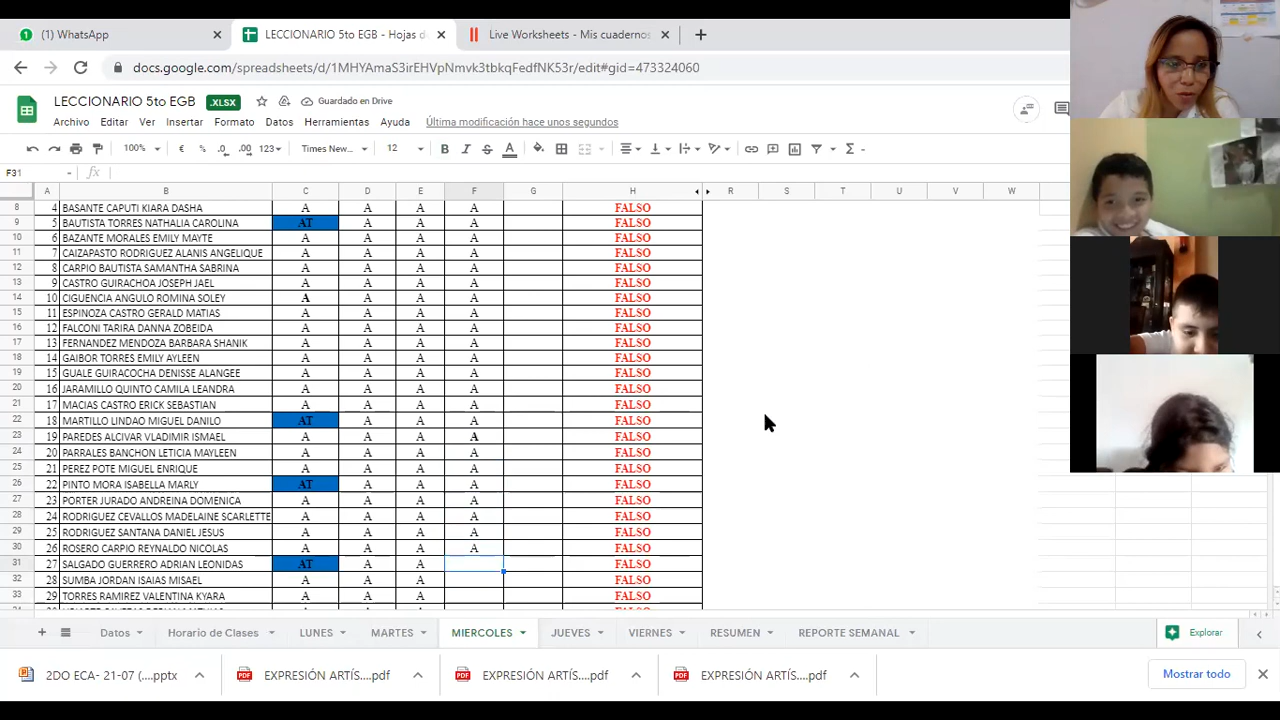 (1) WhatsApp
LECCIONARIO 5to EGB - Hojas d
Live Worksheets - Mis cuadernos
docs.google.com/spreadsheets/d/1MHYAmaS3irEHVpNmvk3tbkqFedfNK53r/edit#gid=473324060
LECCIONARIO 5to EGB .XLSX Guardado en Drive
Archivo Editar Ver Insertar Formato Datos Herramientas Ayuda Última modificación hace unos segundos
100% € % .0 .00 123 Times New... 12 B I S A Σ
F31 fx
A B C D E F G H R S T U V W
8 4 BASANTE CAPUTI KIARA DASHA A A A A FALSO
9 5 BAUTISTA TORRES NATHALIA CAROLINA AT A A A FALSO
10 6 BAZANTE MORALES EMILY MAYTE A A A A FALSO
11 7 CAIZAPASTO RODRIGUEZ ALANIS ANGELIQUE A A A A FALSO
12 8 CARPIO BAUTISTA SAMANTHA SABRINA A A A A FALSO
13 9 CASTRO GUIRACHOA JOSEPH JAEL A A A A FALSO
14 10 CIGUENCIA ANGULO ROMINA SOLEY A A A A FALSO
15 11 ESPINOZA CASTRO GERALD MATIAS A A A A FALSO
16 12 FALCONI TARIRA DANNA ZOBEIDA A A A A FALSO
17 13 FERNANDEZ MENDOZA BARBARA SHANIK A A A A FALSO
18 14 GAIBOR TORRES EMILY AYLEEN A A A A FALSO
19 15 GUALE GUIRACOCHA DENISSE ALANGEE A A A A FALSO
20 16 JARAMILLO QUINTO CAMILA LEANDRA A A A A FALSO
21 17 MACIAS CASTRO ERICK SEBASTIAN A A A A FALSO
22 18 MARTILLO LINDAO MIGUEL DANILO AT A A A FALSO
23 19 PAREDES ALCIVAR VLADIMIR ISMAEL A A A A FALSO
24 20 PARRALES BANCHON LETICIA MAYLEEN A A A A FALSO
25 21 PEREZ POTE MIGUEL ENRIQUE A A A A FALSO
26 22 PINTO MORA ISABELLA MARLY AT A A A FALSO
27 23 PORTER JURADO ANDREINA DOMENICA A A A A FALSO
28 24 RODRIGUEZ CEVALLOS MADELAINE SCARLETTE A A A A FALSO
29 25 RODRIGUEZ SANTANA DANIEL JESUS A A A A FALSO
30 26 ROSERO CARPIO REYNALDO NICOLAS A A A A FALSO
31 27 SALGADO GUERRERO ADRIAN LEONIDAS AT A A FALSO
32 28 SUMBA JORDAN ISAIAS MISAEL A A A FALSO
33 29 TORRES RAMIREZ VALENTINA KYARA A A A FALSO
Datos Horario de Clases LUNES MARTES MIERCOLES JUEVES VIERNES RESUMEN REPORTE SEMANAL Explorar
2DO ECA- 21-07 (....pptx
EXPRESIÓN ARTÍS....pdf
EXPRESIÓN ARTÍS....pdf
EXPRESIÓN ARTÍS....pdf
Mostrar todo